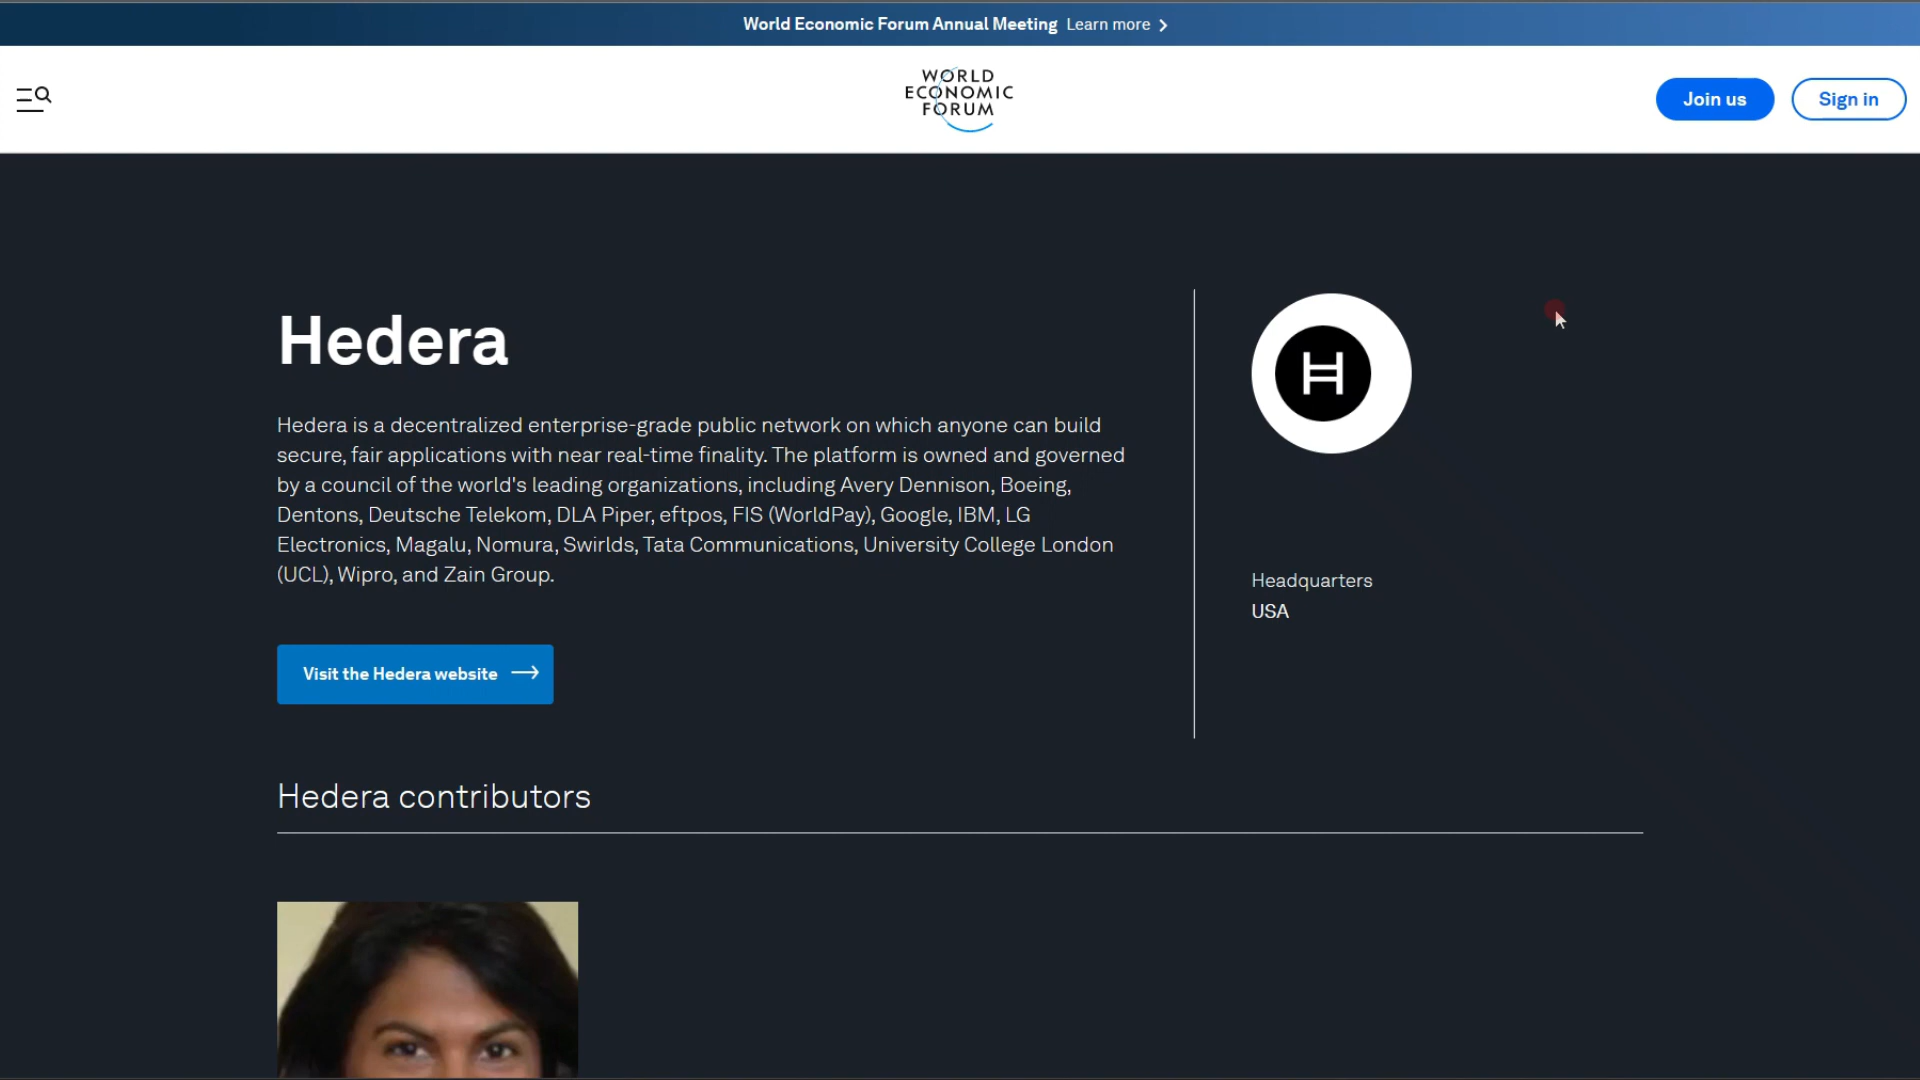 World Economic Forum Annual Meeting Learn more
WORLD
ECONOMIC
FORUM
Join us
Sign in
Hedera
Hedera is a decentralized enterprise-grade public network on which anyone can build
secure, fair applications with near real-time finality. The platform is owned and governed
by a council of the world's leading organizations, including Avery Dennison, Boeing,
Dentons, Deutsche Telekom, DLA Piper, eftpos, FIS (WorldPay), Google, IBM, LG
Electronics, Magalu, Nomura, Swirlds, Tata Communications, University College London
(UCL), Wipro, and Zain Group.
Visit the Hedera website
H
Headquarters
USA
Hedera contributors